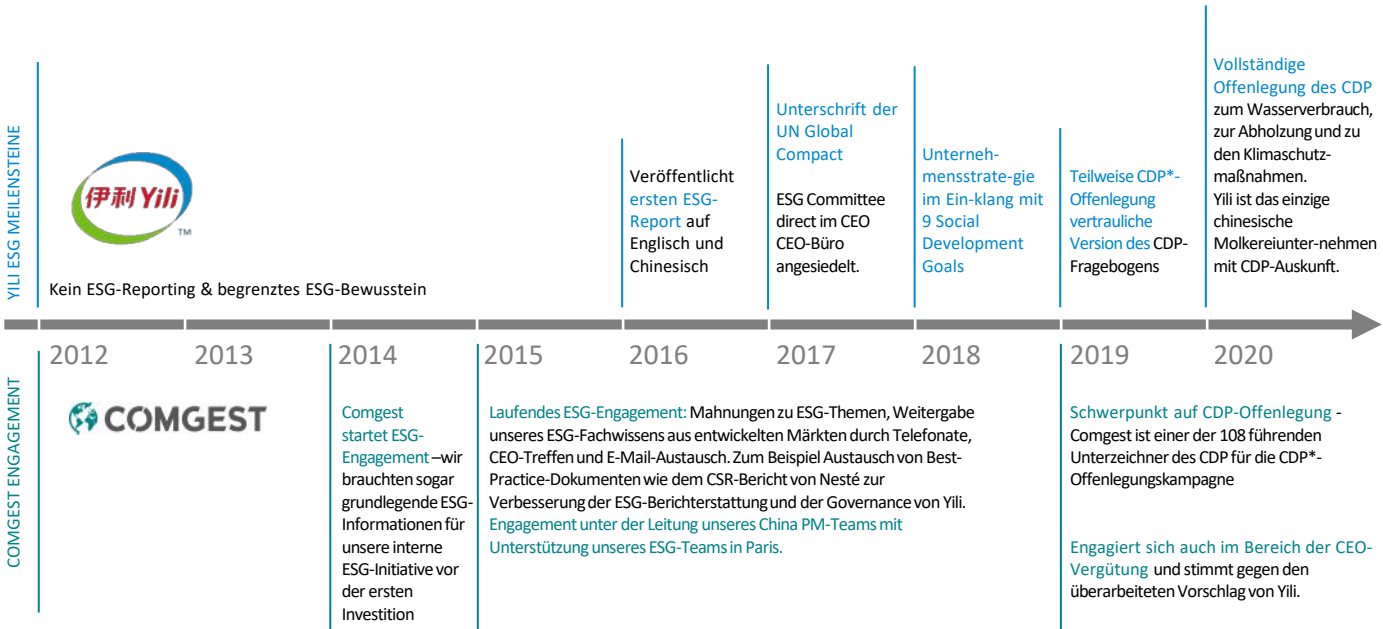 YILI ESG MEILENSTEINE
伊利 Yili
TM
Kein ESG-Reporting & begrenztes ESG-Bewusstein
Veröffentlicht
ersten ESG-
Report auf
Englisch und
Chinesisch
Unterschrift der
UN Global
Compact
ESG Committee
direct im CEO
CEO-Büro
angesiedelt.
Unterneh-
mensstrate-gie
im Ein-klang mit
9 Social
Development
Goals
Teilweise CDP*-
Offenlegung
vertrauliche
Version des CDP-
Fragebogens
Vollständige
Offenlegung des CDP
zum Wasserverbrauch,
zur Abholzung und zu
den Klimaschutz-
maßnahmen.
Yili ist das einzige
chinesische
Molkereiunter-nehmen
mit CDP-Auskunft.
2012 2013 2014 2015 2016 2017 2018 2019 2020
COMGEST ENGAGEMENT
COMGEST
Comgest
startet ESG-
Engagement –wir
brauchten sogar
grundlegende ESG-
Informationen für
unsere interne
ESG-Initiative vor
der ersten
Investition
Laufendes ESG-Engagement: Mahnungen zu ESG-Themen, Weitergabe
unseres ESG-Fachwissens aus entwickelten Märkten durch Telefonate,
CEO-Treffen und E-Mail-Austausch. Zum Beispiel Austausch von Best-
Practice-Dokumenten wie dem CSR-Bericht von Nesté zur
Verbesserung der ESG-Berichterstattung und der Governance von Yili.
Engagement unter der Leitung unseres China PM-Teams mit
Unterstützung unseres ESG-Teams in Paris.
Schwerpunkt auf CDP-Offenlegung -
Comgest ist einer der 108 führenden
Unterzeichner des CDP für die CDP*-
Offenlegungskampagne
Engagiert sich auch im Bereich der CEO-
Vergütung und stimmt gegen den
überarbeiteten Vorschlag von Yili.